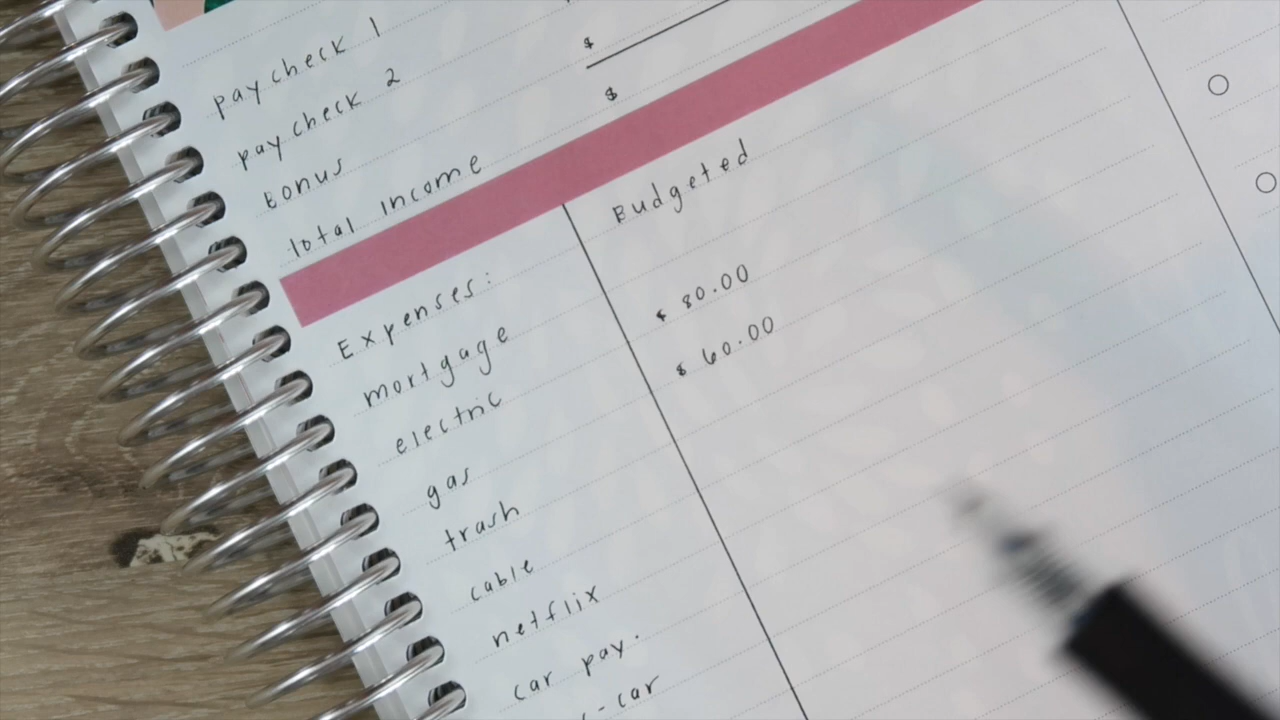 paycheck 1
paycheck 2
Bonus $
Total Income $
Expenses: Budgeted
mortgage
electric $ 80.00
gas $ 60.00
trash
cable
netflix
car pay.
- car